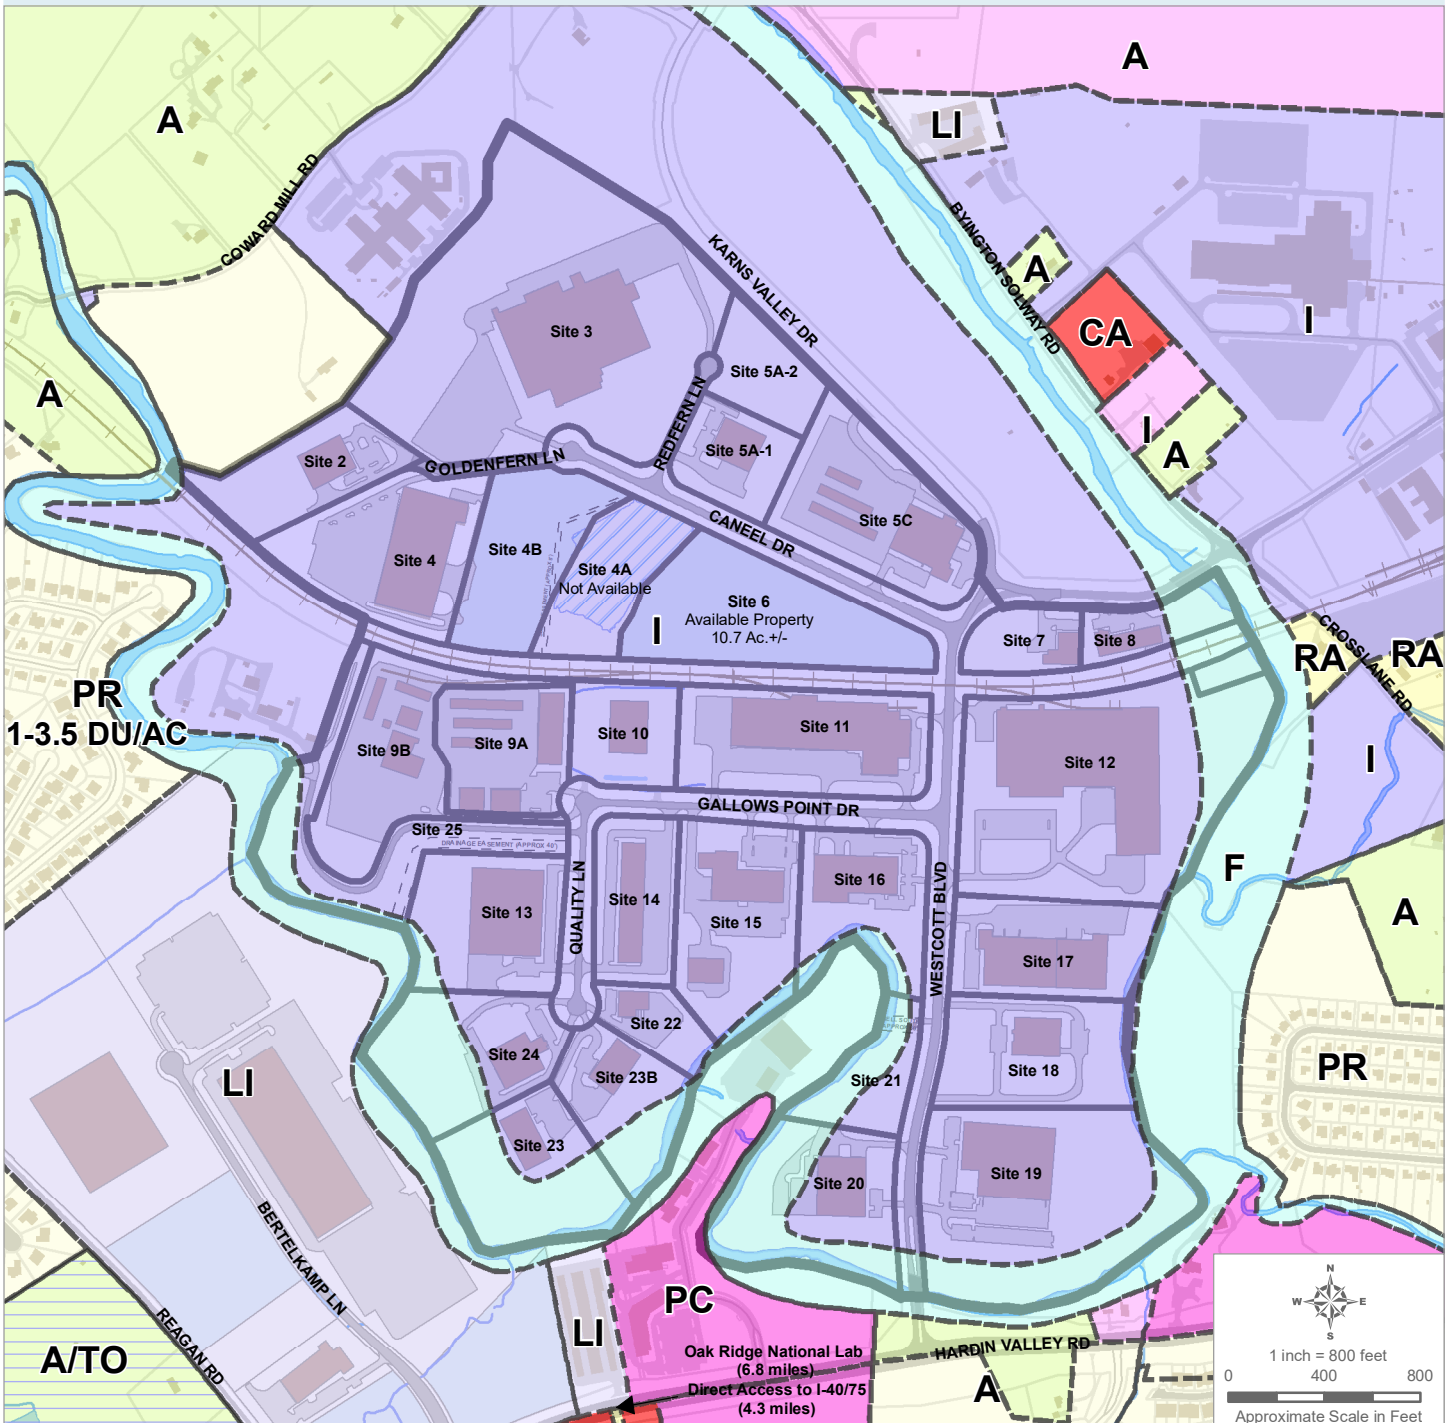 A
A
LI
COWARD MILL RD
BYINGTON SOLWAY RD
KARNS VALLEY DR
A
I
CA
Site 3
Site 5A-2
A
REDFERN LN
Site 5A-1
I
A
Site 2
GOLDENFERN LN
CANEEL DR
Site 5C
Site 4
Site 4B
Site 4A
Not Available
Site 6
Available Property
10.7 Ac.+/-
I
Site 7
Site 8
CROSSLANE RD
RA
RA
PR
1-3.5 DU/AC
Site 9B
Site 9A
Site 10
Site 11
Site 12
I
GALLOWS POINT DR
Site 25
DRAINAGE EASEMENT (APPROX 40')
QUALITY LN
WESTCOTT BLVD
F
Site 13
Site 14
Site 15
Site 16
A
Site 17
Site 22
Site 24
Site 23B
Site 21
Site 18
PR
LI
Site 23
Site 20
Site 19
BERTELKAMP LN
REAGAN RD
A/TO
LI
PC
Oak Ridge National Lab
(6.8 miles)
Direct Access to I-40/75
(4.3 miles)
HARDIN VALLEY RD
A
N
W
E
S
1 inch = 800 feet
0 400 800
Approximate Scale in Feet